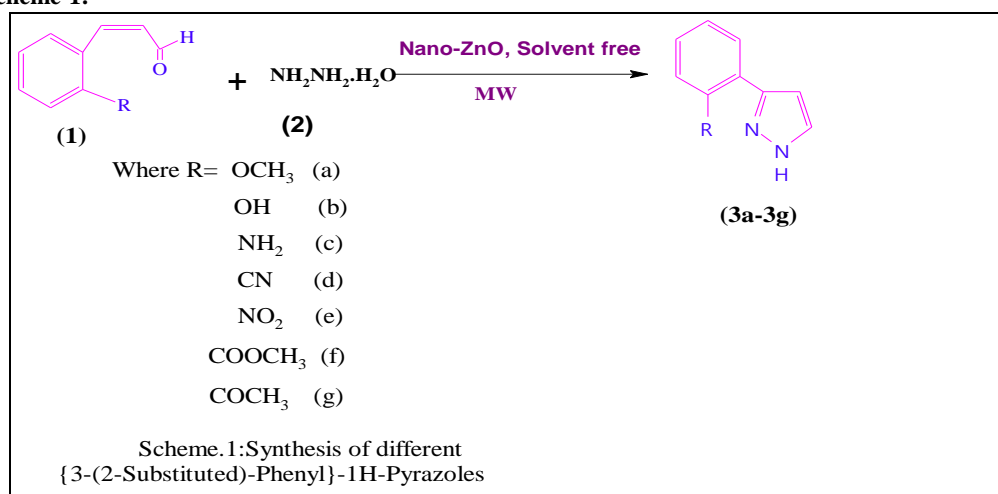 cheme-1.
H
O
R
(1)
+
NH₂NH₂.H₂O
(2)
Nano-ZnO, Solvent free
MW
R
N
N
H
(3a-3g)
Where R= OCH₃ (a)
OH (b)
NH₂ (c)
CN (d)
NO₂ (e)
COOCH₃ (f)
COCH₃ (g)
Scheme.1:Synthesis of different
{3-(2-Substituted)-Phenyl}-1H-Pyrazoles